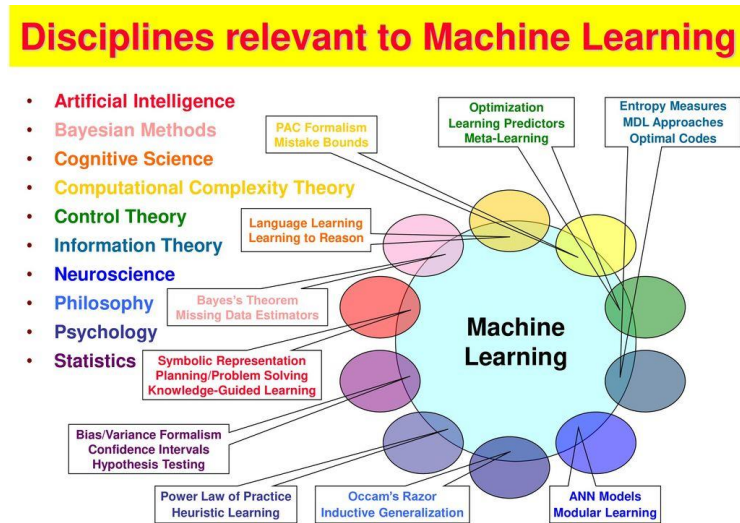 Disciplines relevant to Machine Learning
• Artificial Intelligence
• Bayesian Methods
• Cognitive Science
• Computational Complexity Theory
• Control Theory
• Information Theory
• Neuroscience
• Philosophy
• Psychology
• Statistics
PAC Formalism
Mistake Bounds
Optimization
Learning Predictors
Meta-Learning
Entropy Measures
MDL Approaches
Optimal Codes
Language Learning
Learning to Reason
Bayes's Theorem
Missing Data Estimators
Machine
Learning
Symbolic Representation
Planning/Problem Solving
Knowledge-Guided Learning
Bias/Variance Formalism
Confidence Intervals
Hypothesis Testing
Power Law of Practice
Heuristic Learning
Occam's Razor
Inductive Generalization
ANN Models
Modular Learning